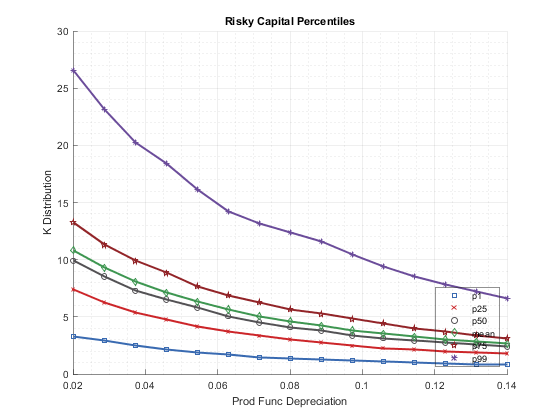 Risky Capital Percentiles
30
25
20
15
10
5
0
K Distribution
p1
p25
p50
mean
p75
p99
0.02
0.04
0.06
0.08
0.1
0.12
0.14
Prod Func Depreciation